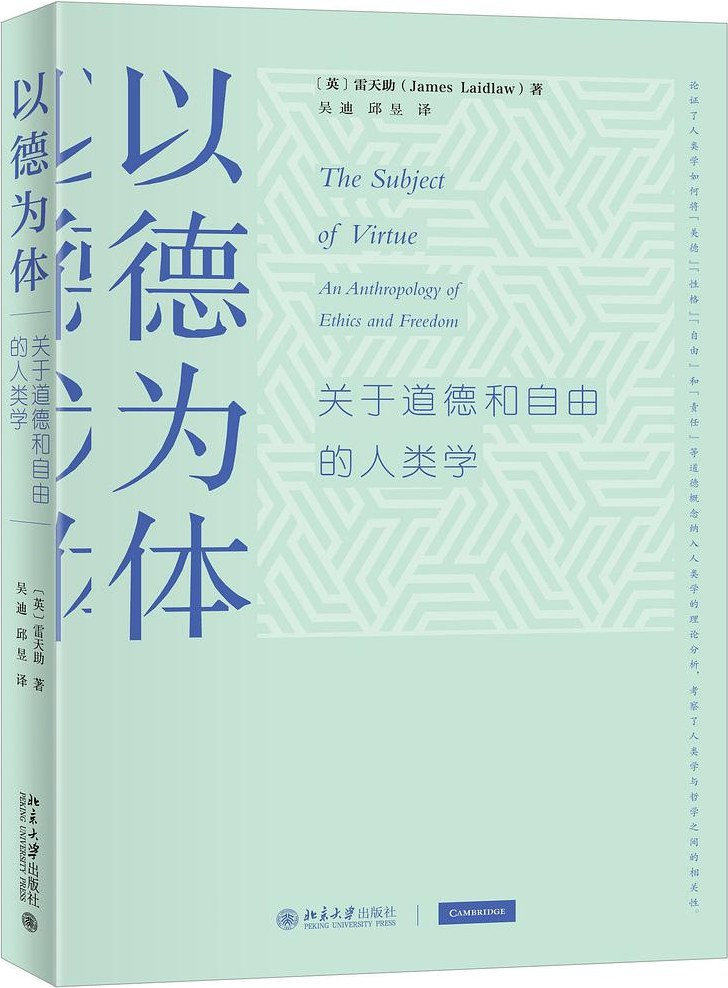 以德为体
关于道德和自由
的人类学
〔英〕雷天助 著
吴迪 邱昱 译
北京大学出版社
PEKING UNIVERSITY PRESS
以德为体
〔英〕雷天助（James Laidlaw）著
吴迪 邱昱 译
The Subject
of Virtue
An Anthropology of
Ethics and Freedom
关于道德和自由
的人类学
论证了人类学如何将“美德”“性格”“自由”和“责任”等道德概念纳入人类学的理论分析，考察了人类学与哲学之间的相关性。
北京大学出版社
PEKING UNIVERSITY PRESS
CAMBRIDGE